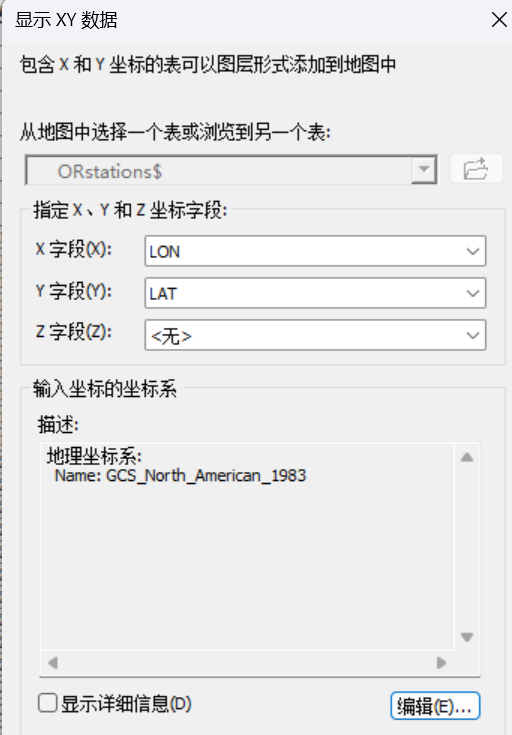 显示 XY 数据
包含 X 和 Y 坐标的表可以图层形式添加到地图中
从地图中选择一个表或浏览到另一个表:
ORstations$
指定 X、Y 和 Z 坐标字段:
X 字段(X): LON
Y 字段(Y): LAT
Z 字段(Z): <无>
输入坐标的坐标系
描述:
地理坐标系:
Name: GCS_North_American_1983
显示详细信息(D) 编辑(E)...